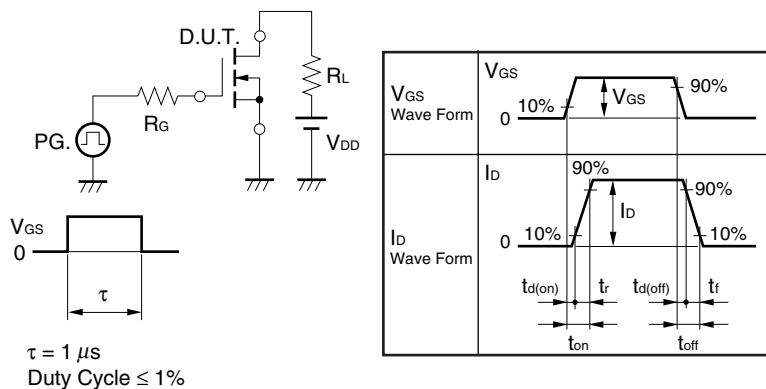 D.U.T.
RL
RG
PG.
VDD
VGS
0
τ
τ = 1 μs
Duty Cycle ≤ 1%
VGS
Wave Form
VGS
10%
0
VGS
90%
ID
Wave Form
ID
90%
10%
0
ID
90%
10%
td(on)
tr
td(off)
tf
ton
toff